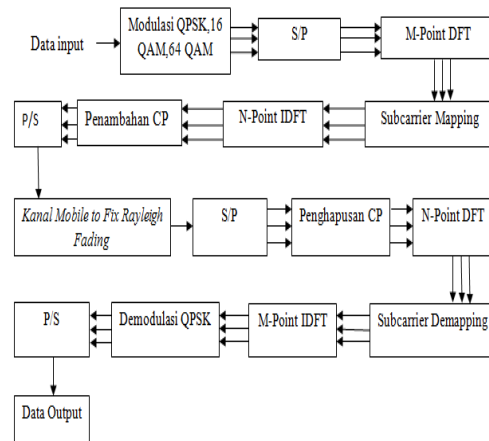 Data input
Modulasi QPSK,16
QAM,64 QAM
S/P
M-Point DFT
P/S
Penambahan CP
N-Point IDFT
Subcarrier Mapping
Kanal Mobile to Fix Rayleigh
Fading
S/P
Penghapusan CP
N-Point DFT
P/S
Demodulasi QPSK
M-Point IDFT
Subcarrier Demapping
Data Output